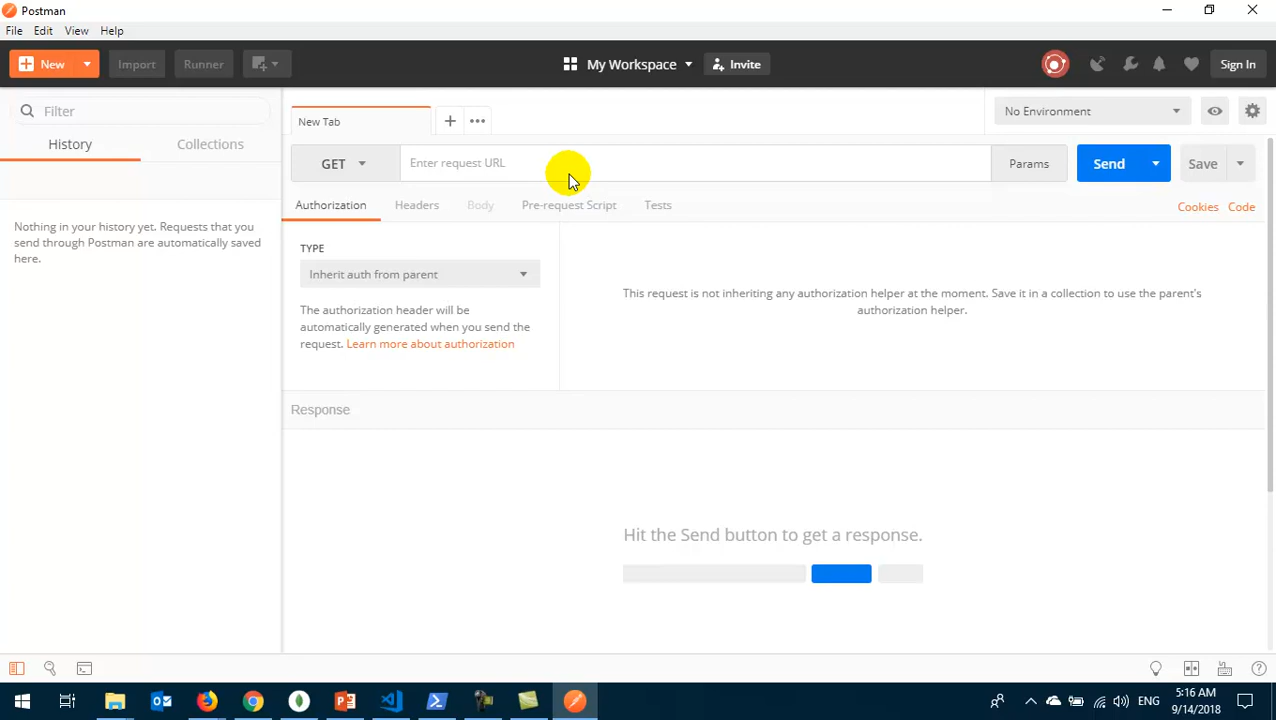 Postman
File Edit View Help
New Import Runner My Workspace Invite Sign In
Filter
History Collections
Nothing in your history yet. Requests that you
send through Postman are automatically saved
here.
New Tab
No Environment
GET Enter request URL Params Send Save
Authorization Headers Body Pre-request Script Tests Cookies Code
TYPE
Inherit auth from parent
The authorization header will be
automatically generated when you send the
request. Learn more about authorization
This request is not inheriting any authorization helper at the moment. Save it in a collection to use the parent's
authorization helper.
Response
Hit the Send button to get a response.
ENG
5:16 AM
9/14/2018